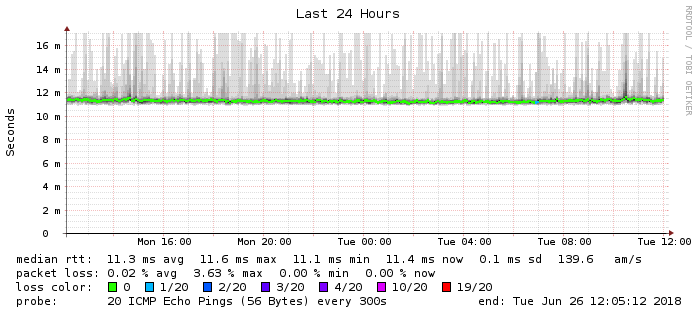 Last 24 Hours
RRDTOOL / TOBI OETIKER
Seconds
16 m
14 m
12 m
10 m
8 m
6 m
4 m
2 m
0
Mon 16:00 Mon 20:00 Tue 00:00 Tue 04:00 Tue 08:00 Tue 12:00
median rtt: 11.3 ms avg 11.6 ms max 11.1 ms min 11.4 ms now 0.1 ms sd 139.6 am/s
packet loss: 0.02 % avg 3.63 % max 0.00 % min 0.00 % now
loss color: 0 1/20 2/20 3/20 4/20 10/20 19/20
probe: 20 ICMP Echo Pings (56 Bytes) every 300s end: Tue Jun 26 12:05:12 2018